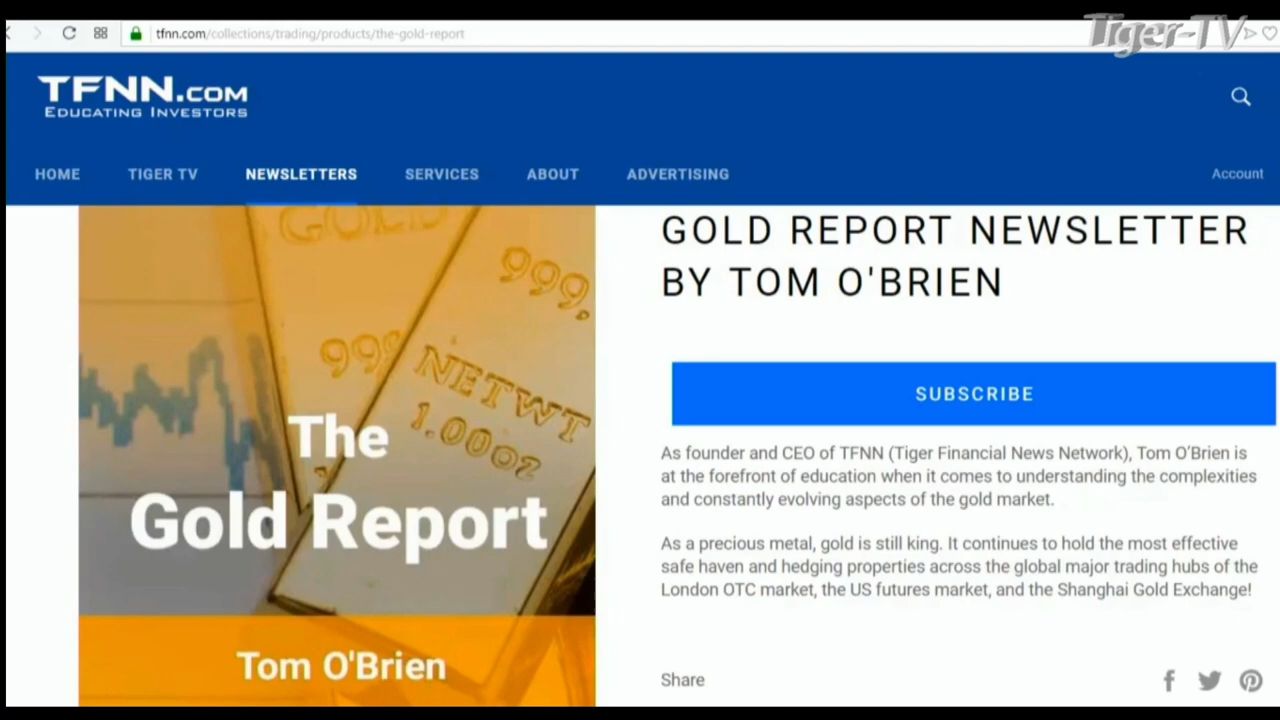 tfnn.com/collections/trading/products/the-gold-report
Tiger-TV
TFNN.COM
EDUCATING INVESTORS
HOME
TIGER TV
NEWSLETTERS
SERVICES
ABOUT
ADVERTISING
Account
GOLD
999,
999
NETWT
1.00oz
The
Gold Report
Tom O'Brien
GOLD REPORT NEWSLETTER
BY TOM O'BRIEN
SUBSCRIBE
As founder and CEO of TFNN (Tiger Financial News Network), Tom O'Brien is
at the forefront of education when it comes to understanding the complexities
and constantly evolving aspects of the gold market.
As a precious metal, gold is still king. It continues to hold the most effective
safe haven and hedging properties across the global major trading hubs of the
London OTC market, the US futures market, and the Shanghai Gold Exchange!
Share